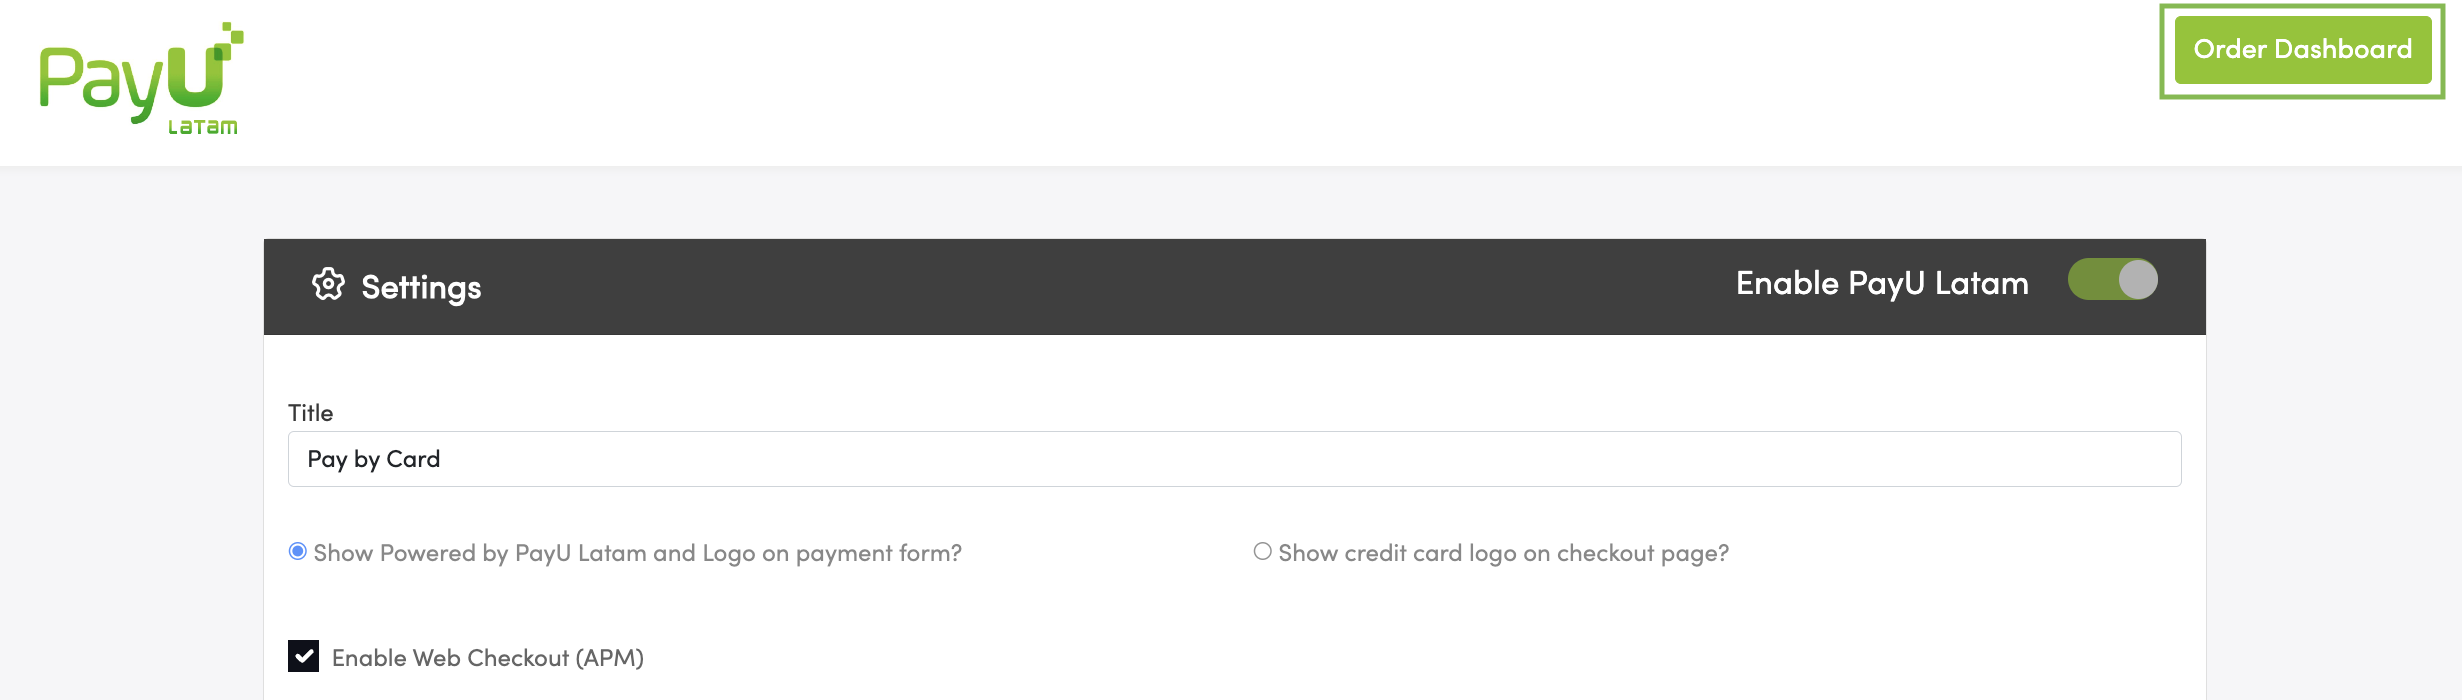 PayU
LATAM
Order Dashboard
Settings
Enable PayU Latam
Title
Pay by Card
Show Powered by PayU Latam and Logo on payment form?
Show credit card logo on checkout page?
Enable Web Checkout (APM)